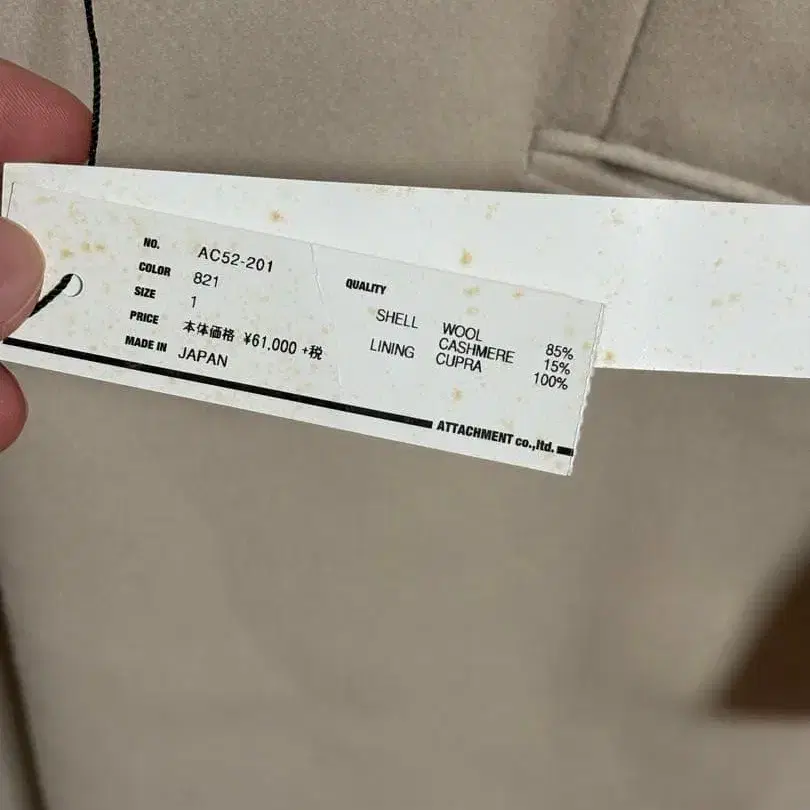 NO. AC52-201
COLOR 821
SIZE 1
PRICE 本体価格 ¥61,000 +税
MADE IN JAPAN
QUALITY
SHELL WOOL 85%
CASHMERE 15%
LINING CUPRA 100%
ATTACHMENT co.,ltd.